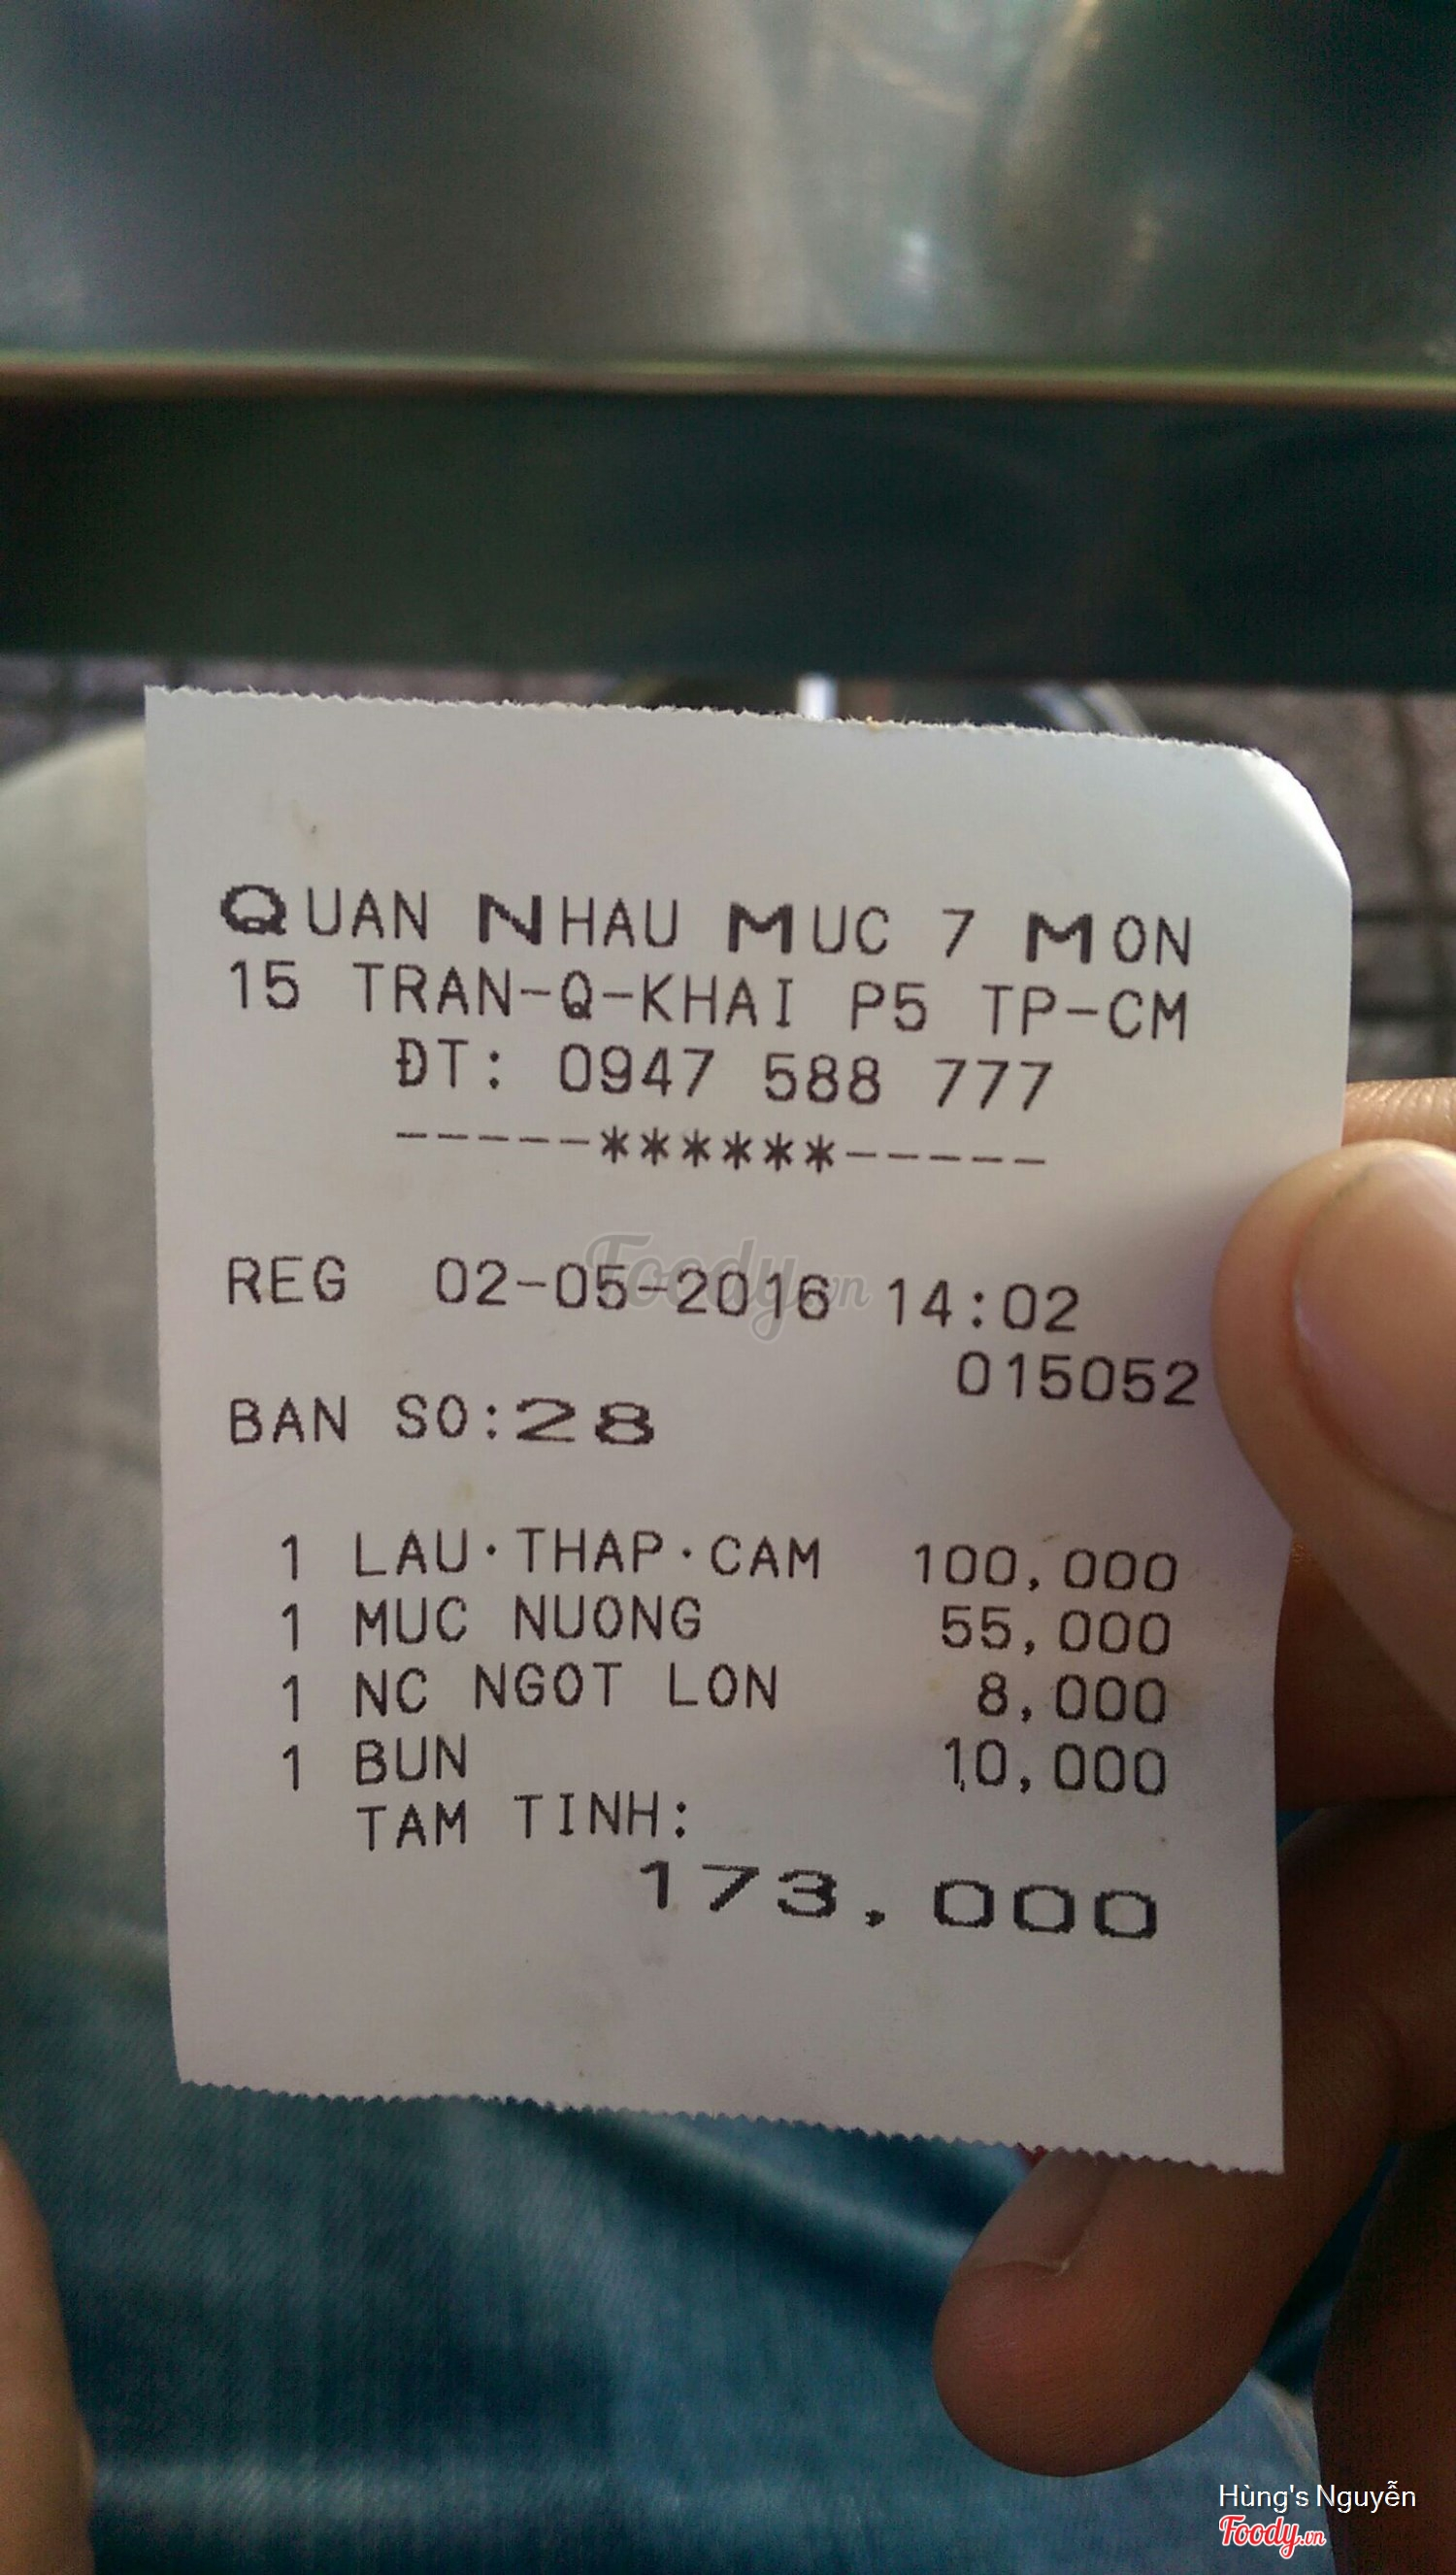 QUAN NHAU MUC 7 MON
15 TRAN-Q-KHAI P5 TP-CM
ĐT: 0947 588 777
-----******-----
REG 02-05-2016 14:02
015052
BAN SO:28
1 LAU·THAP·CAM 100,000
1 MUC NUONG 55,000
1 NC NGOT LON 8,000
1 BUN 10,000
TAM TINH:
173,000
Foody.vn
Hùng's Nguyễn
Foody.vn